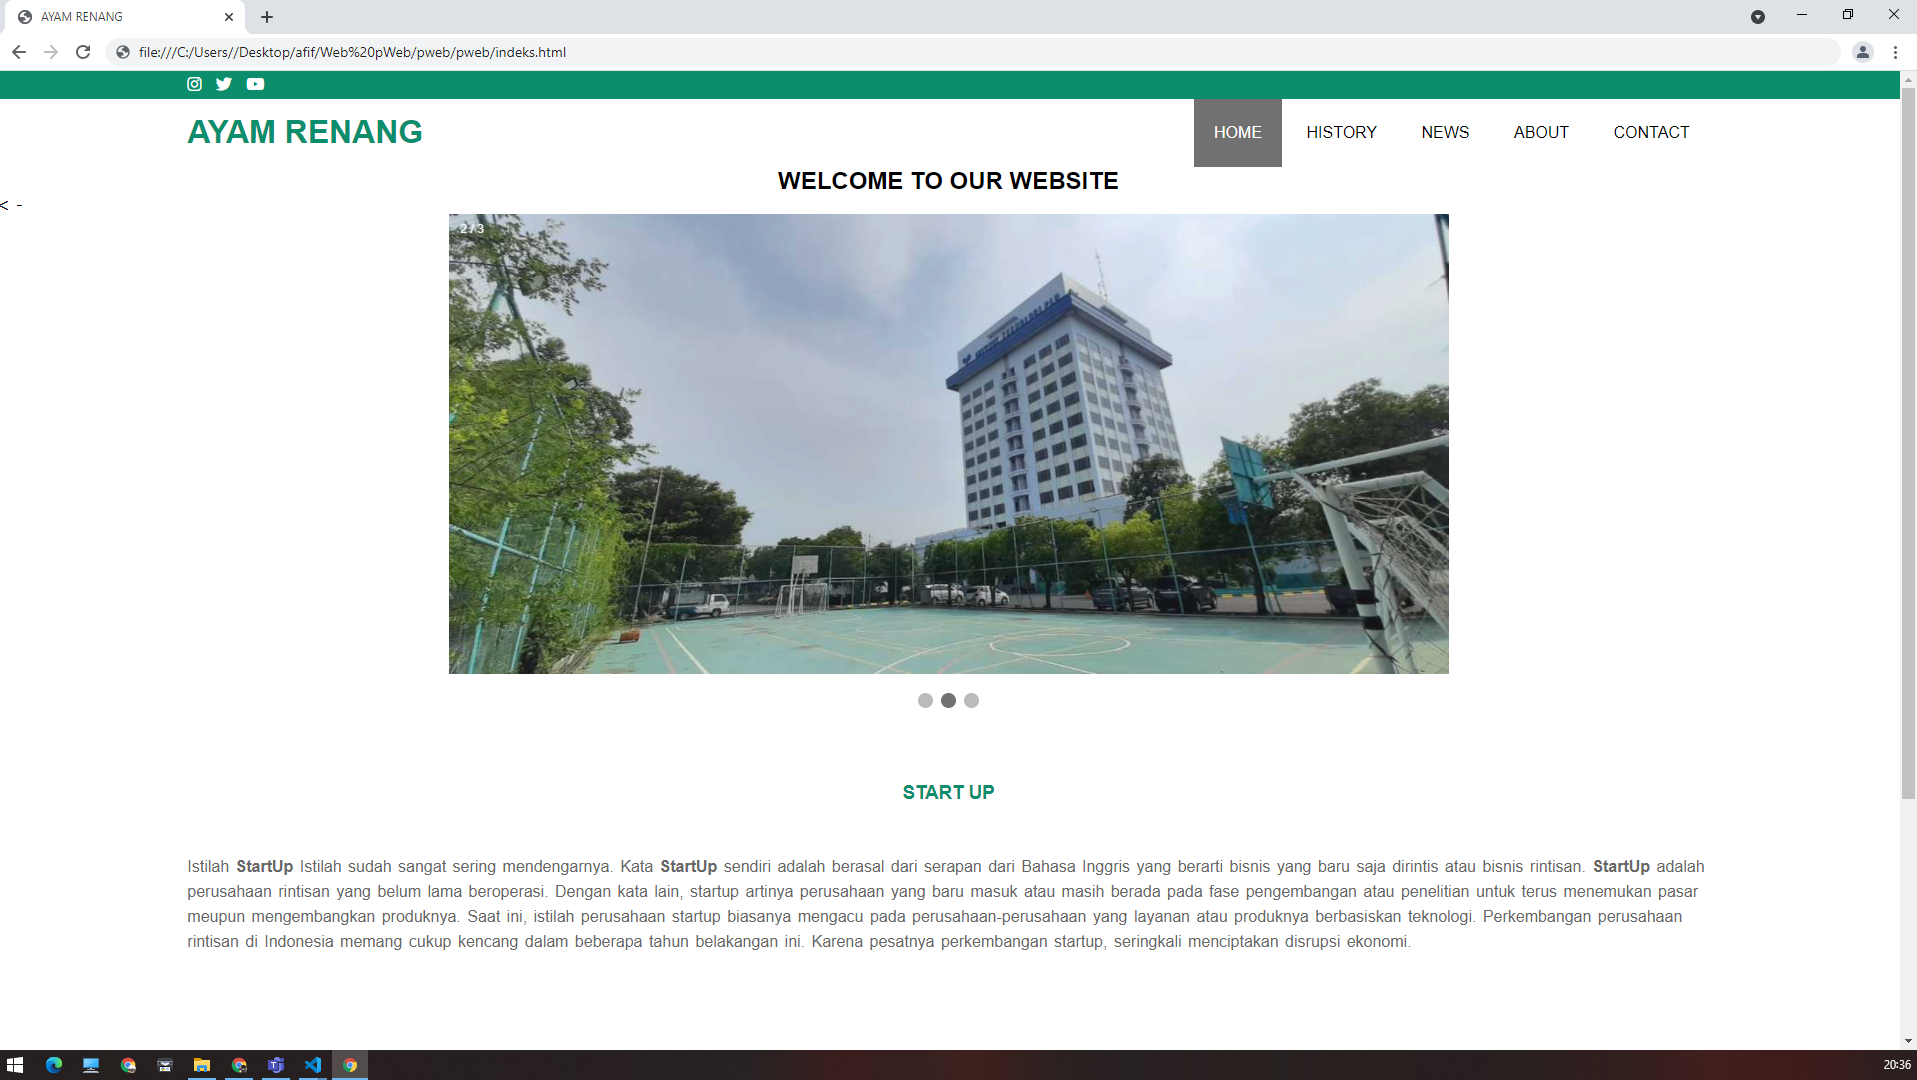 AYAM RENANG
file:///C:/Users//Desktop/afif/Web%20pWeb/pweb/pweb/indeks.html
AYAM RENANG
HOME HISTORY NEWS ABOUT CONTACT
WELCOME TO OUR WEBSITE
< -
2 / 3
START UP
Istilah StartUp Istilah sudah sangat sering mendengarnya. Kata StartUp sendiri adalah berasal dari serapan dari Bahasa Inggris yang berarti bisnis yang baru saja dirintis atau bisnis rintisan. StartUp adalah
perusahaan rintisan yang belum lama beroperasi. Dengan kata lain, startup artinya perusahaan yang baru masuk atau masih berada pada fase pengembangan atau penelitian untuk terus menemukan pasar
meupun mengembangkan produknya. Saat ini, istilah perusahaan startup biasanya mengacu pada perusahaan-perusahaan yang layanan atau produknya berbasiskan teknologi. Perkembangan perusahaan
rintisan di Indonesia memang cukup kencang dalam beberapa tahun belakangan ini. Karena pesatnya perkembangan startup, seringkali menciptakan disrupsi ekonomi.
20:36